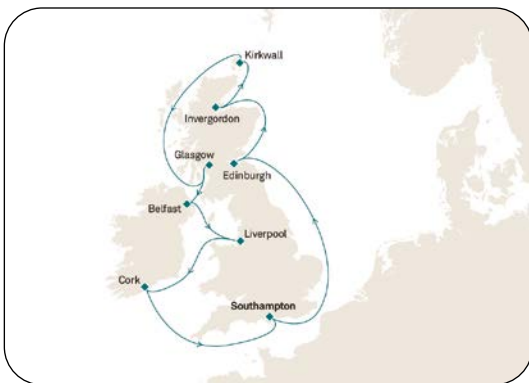 Kirkwall
Invergordon
Glasgow
Edinburgh
Belfast
Liverpool
Cork
Southampton